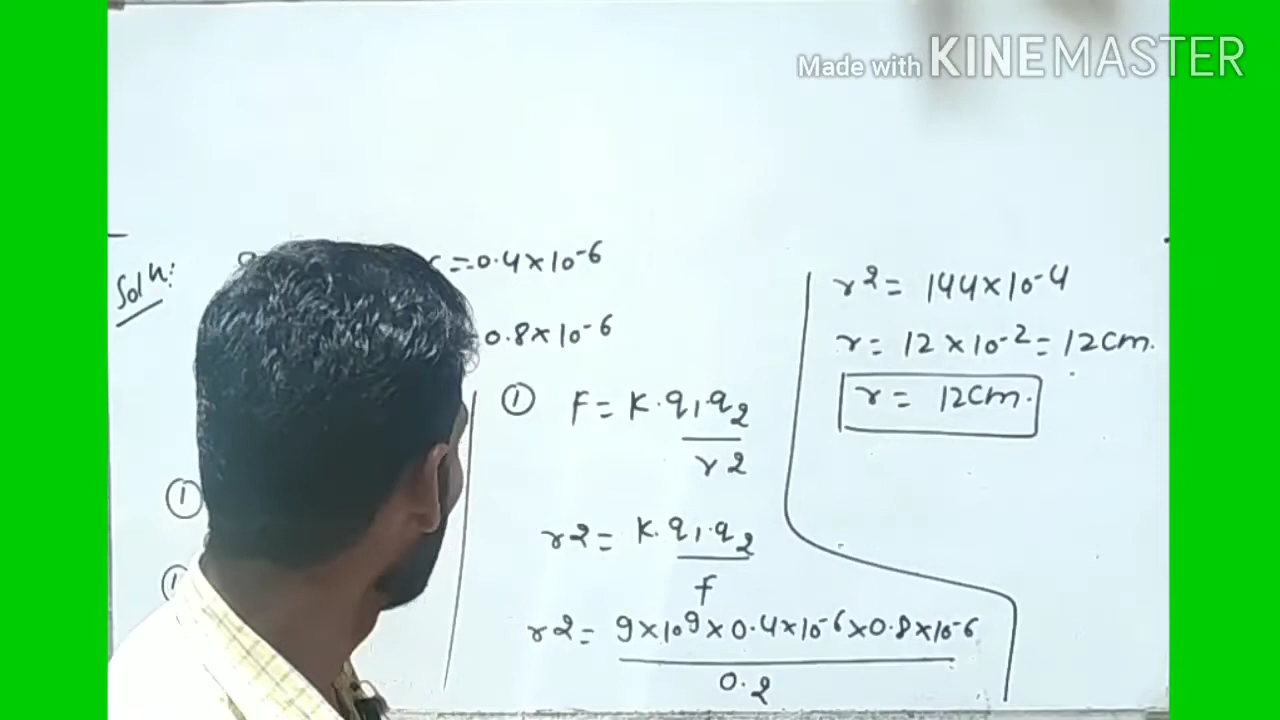 Made with KINEMASTER
Soln:
= 0.4×10-6
0.8×10-6
① F = K.q1.q2
r2
r2 = K.q1.q2
f
r2 = 9×109×0.4×10-6×0.8×10-6
0.2
①
r2 = 144×10-4
r = 12×10-2 = 12cm.
r = 12cm.